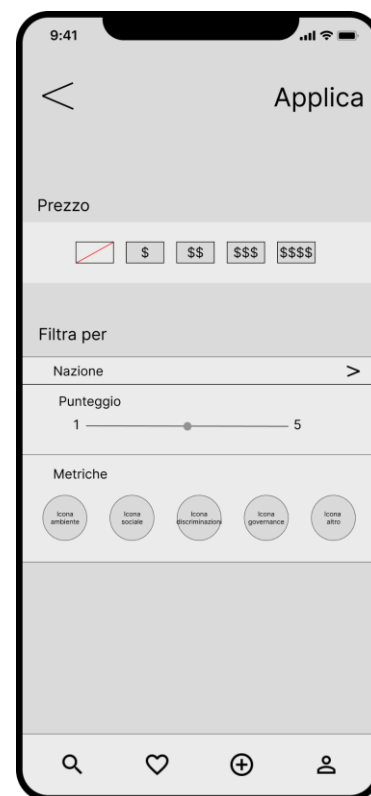 9:41
< Applica
Prezzo
$ $$ $$$ $$$$
Filtra per
Nazione >
Punteggio
1 5
Metriche
Icona ambiente
Icona sociale
Icona discriminazioni
Icona governance
Icona altro